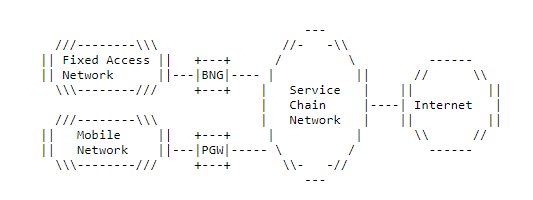 Fixed Access
Network
BNG
Service
Chain
Network
Internet
Mobile
Network
PGW